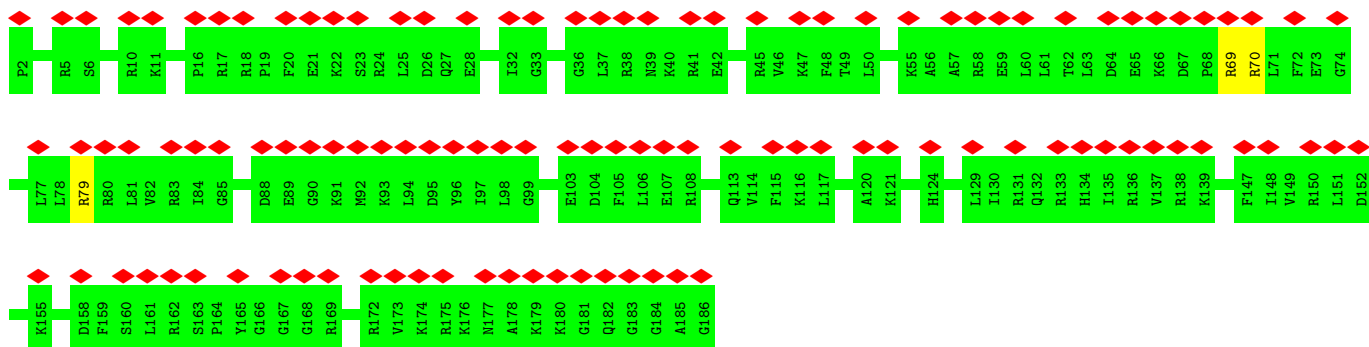 P2 R5 S6 R10 K11 P16 R17 R18 P19 F20 E21 K22 S23 R24 L25 D26 Q27 E28 I32 G33 G36 L37 R38 N39 K40 R41 E42 R45 V46 K47 F48 T49 L50 K55 A56 A57 R58 E59 L60 L61 T62 L63 D64 E65 K66 D67 P68 R69 R70 L71 F72 E73 G74
L77 L78 R79 R80 L81 V82 R83 I84 G85 D88 E89 G90 K91 M92 K93 L94 D95 Y96 I97 L98 G99 E103 D104 F105 L106 E107 R108 Q113 V114 F115 K116 L117 A120 K121 H124 L129 I130 R131 Q132 R133 H134 I135 R136 V137 R138 K139 F147 I148 V149 R150 L151 D152
K155 D158 F159 S160 L161 R162 S163 P164 Y165 G166 G167 G168 R169 R172 V173 K174 R175 K176 N177 A178 K179 K180 G181 Q182 G183 G184 A185 G186